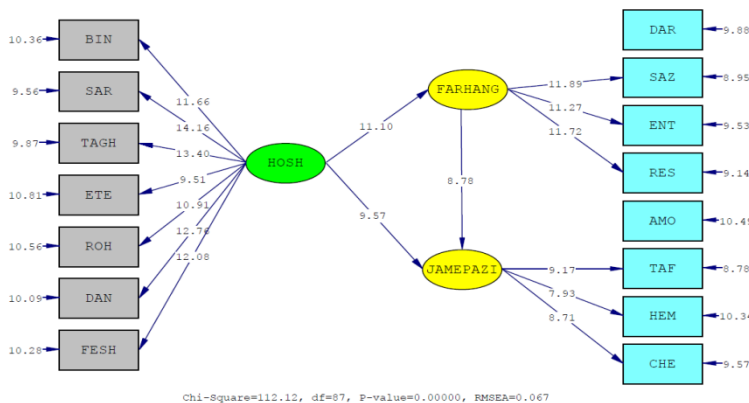 DAR
9.88
10.36
BIN
SAZ
8.95
9.56
SAR
FARHANG
11.89
11.66
11.27
ENT
9.53
14.16
11.72
9.87
TAGH
13.40
11.10
RES
9.14
HOSH
9.51
8.78
10.81
ETE
10.91
9.57
AMO
10.49
10.56
ROH
12.76
12.08
JAMEPAZI
9.17
TAF
8.78
10.09
DAN
7.93
8.71
HEM
10.34
10.28
FESH
CHE
9.57
Chi-Square=112.12, df=87, P-value=0.00000, RMSEA=0.067